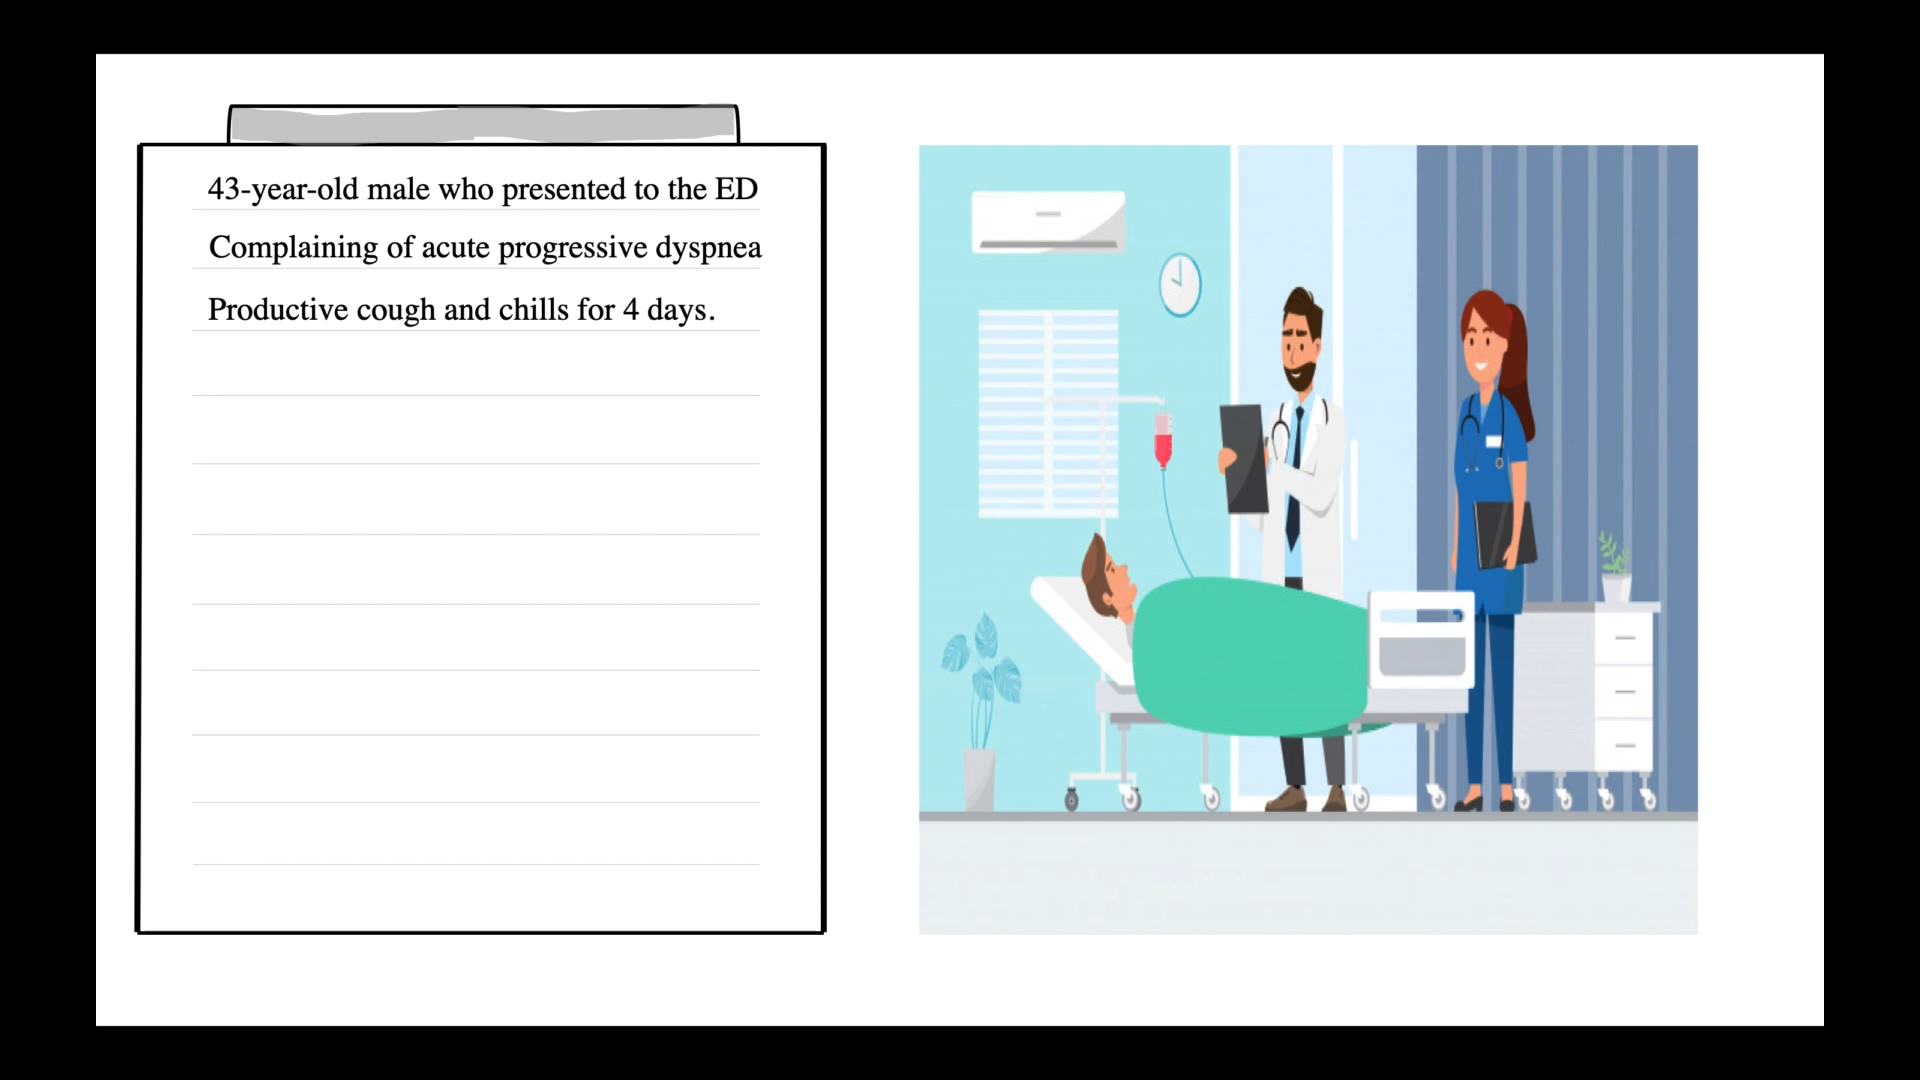 43-year-old male who presented to the ED
Complaining of acute progressive dyspnea
Productive cough and chills for 4 days.